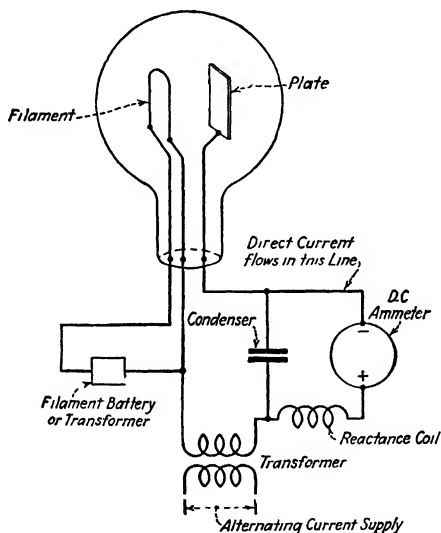 Filament
Plate
Direct Current
flows in this Line
D.C.
Ammeter
Condenser
−
+
Filament Battery
or Transformer
Reactance Coil
Transformer
Alternating Current Supply